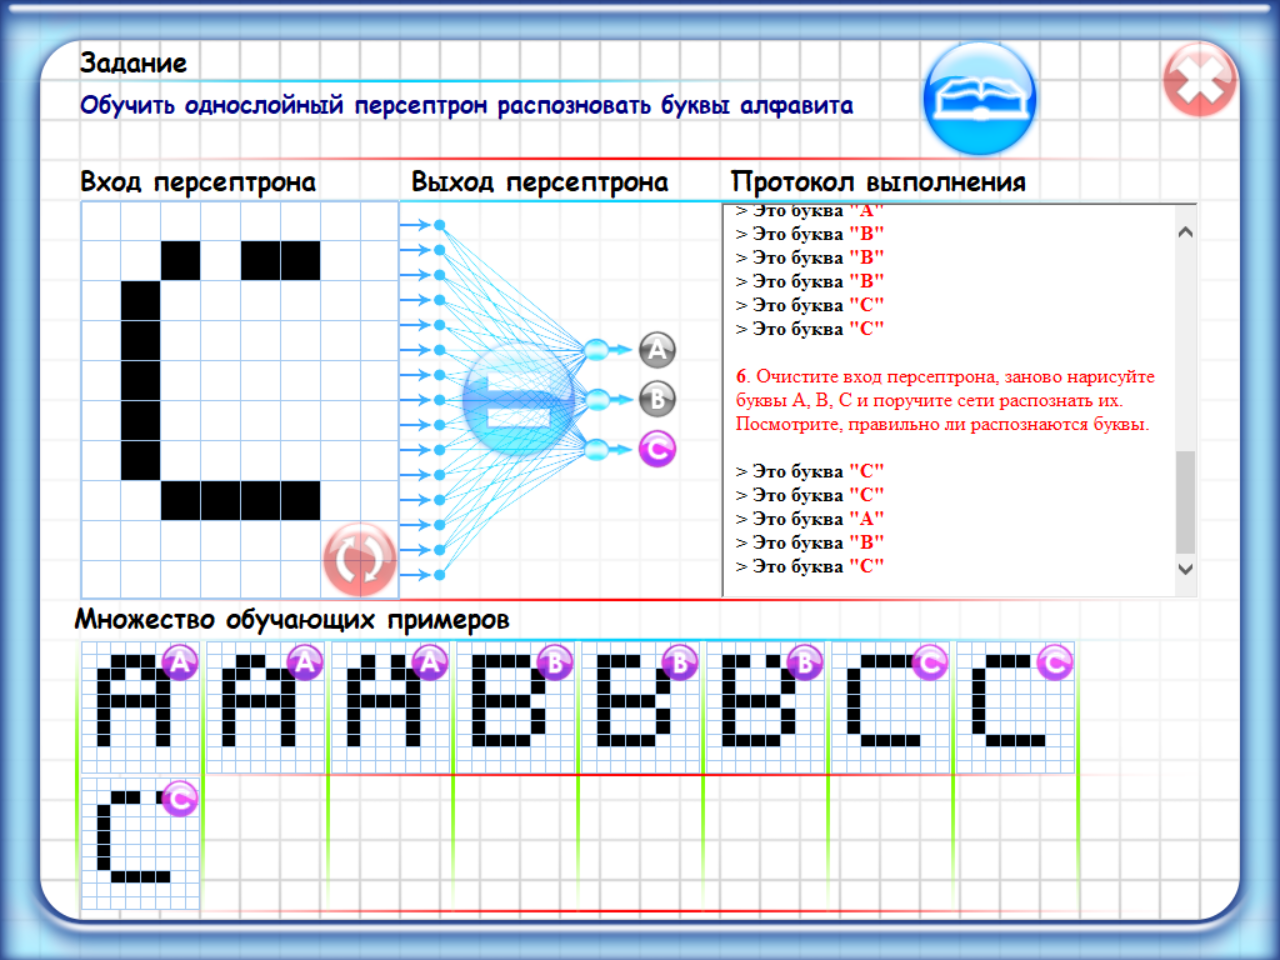 Задание
Обучить однослойный персептрон распозновать буквы алфавита
Вход персептрона
Выход персептрона
Протокол выполнения
> Это буква "A"
> Это буква "B"
> Это буква "B"
> Это буква "B"
> Это буква "C"
> Это буква "C"
6. Очистите вход персептрона, заново нарисуйте
буквы A, B, C и поручите сети распознать их.
Посмотрите, правильно ли распознаются буквы.
> Это буква "C"
> Это буква "C"
> Это буква "A"
> Это буква "B"
> Это буква "C"
A
B
C
Множество обучающих примеров
A A A B B B C C
C